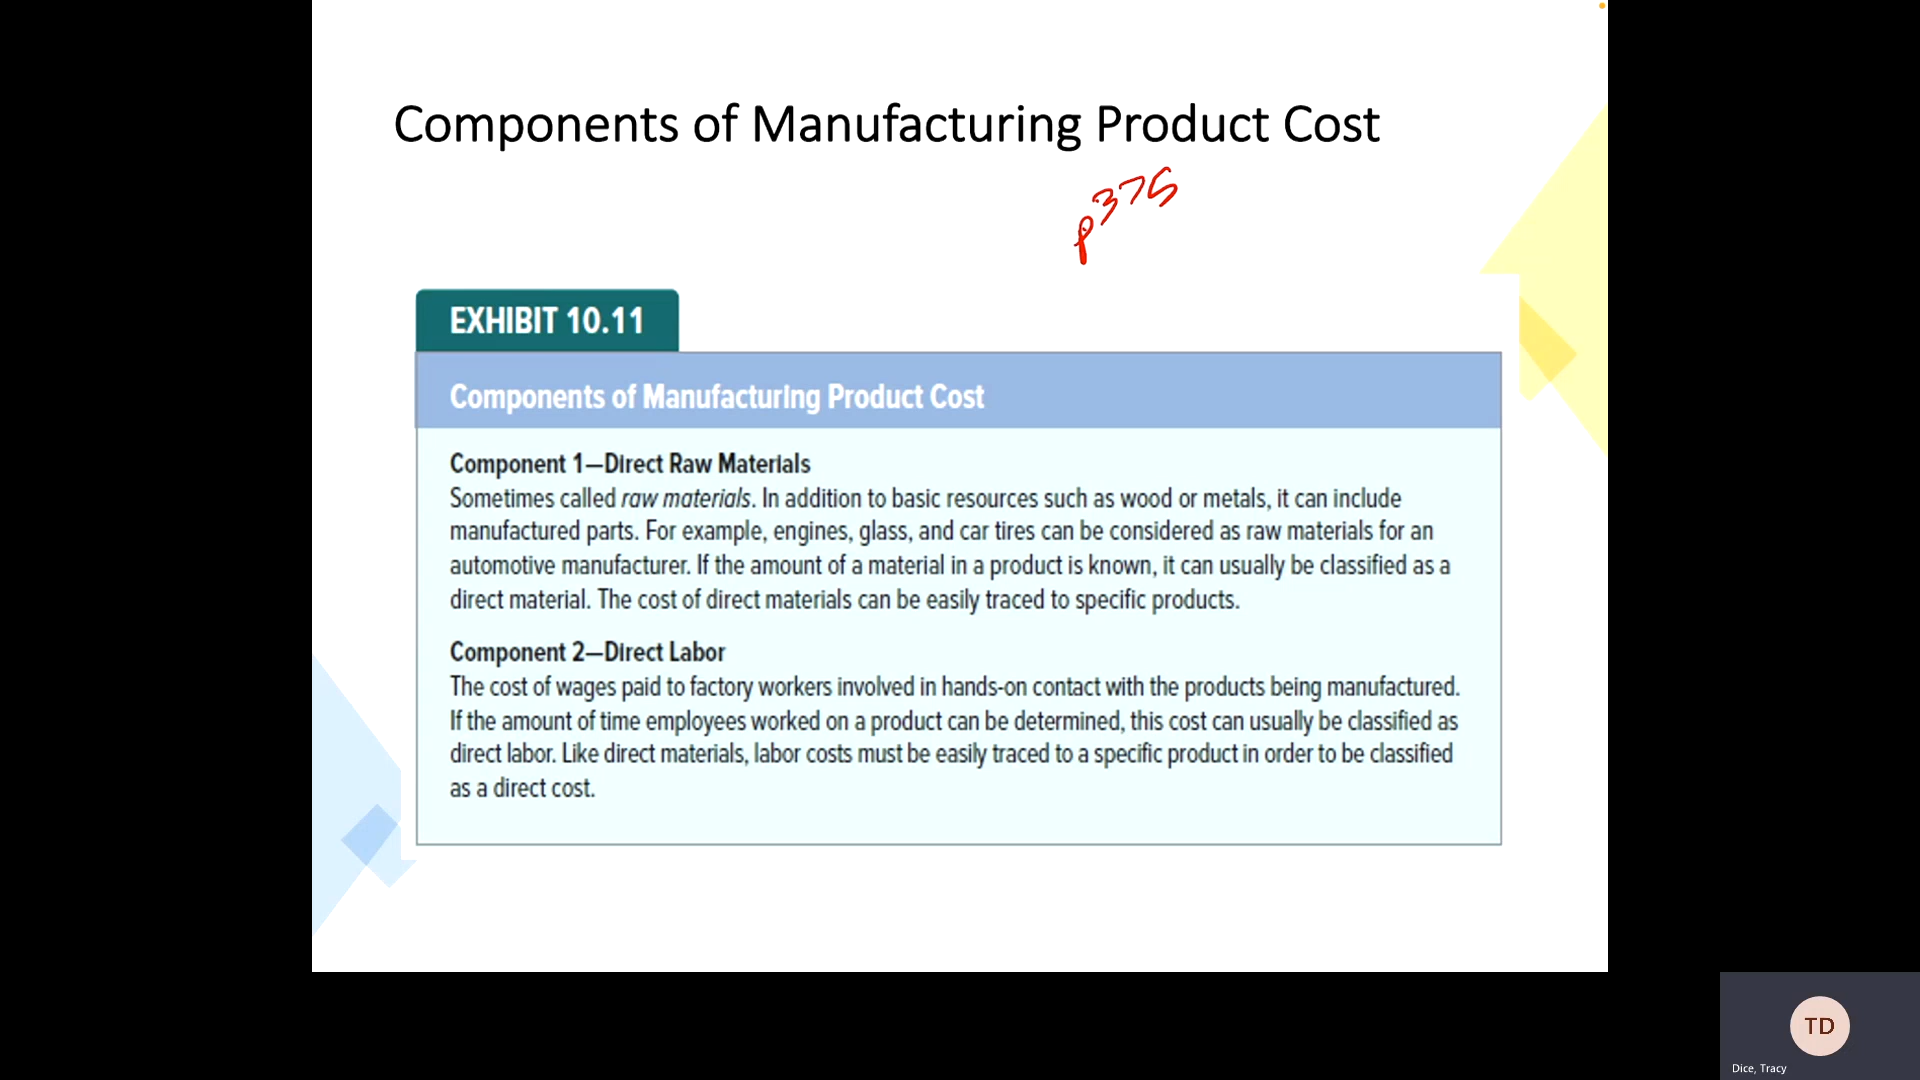 Components of Manufacturing Product Cost
p375
EXHIBIT 10.11
Components of Manufacturing Product Cost
Component 1—Direct Raw Materials
Sometimes called raw materials. In addition to basic resources such as wood or metals, it can include
manufactured parts. For example, engines, glass, and car tires can be considered as raw materials for an
automotive manufacturer. If the amount of a material in a product is known, it can usually be classified as a
direct material. The cost of direct materials can be easily traced to specific products.
Component 2—Direct Labor
The cost of wages paid to factory workers involved in hands-on contact with the products being manufactured.
If the amount of time employees worked on a product can be determined, this cost can usually be classified as
direct labor. Like direct materials, labor costs must be easily traced to a specific product in order to be classified
as a direct cost.
TD
Dice, Tracy